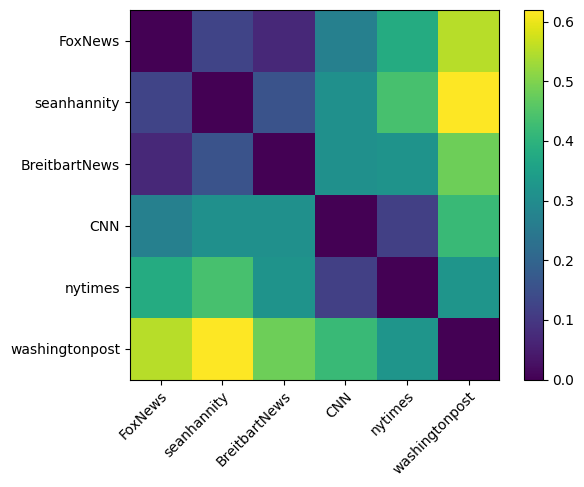 FoxNews
seanhannity
BreitbartNews
CNN
nytimes
washingtonpost
FoxNews
seanhannity
BreitbartNews
CNN
nytimes
washingtonpost
0.6
0.5
0.4
0.3
0.2
0.1
0.0